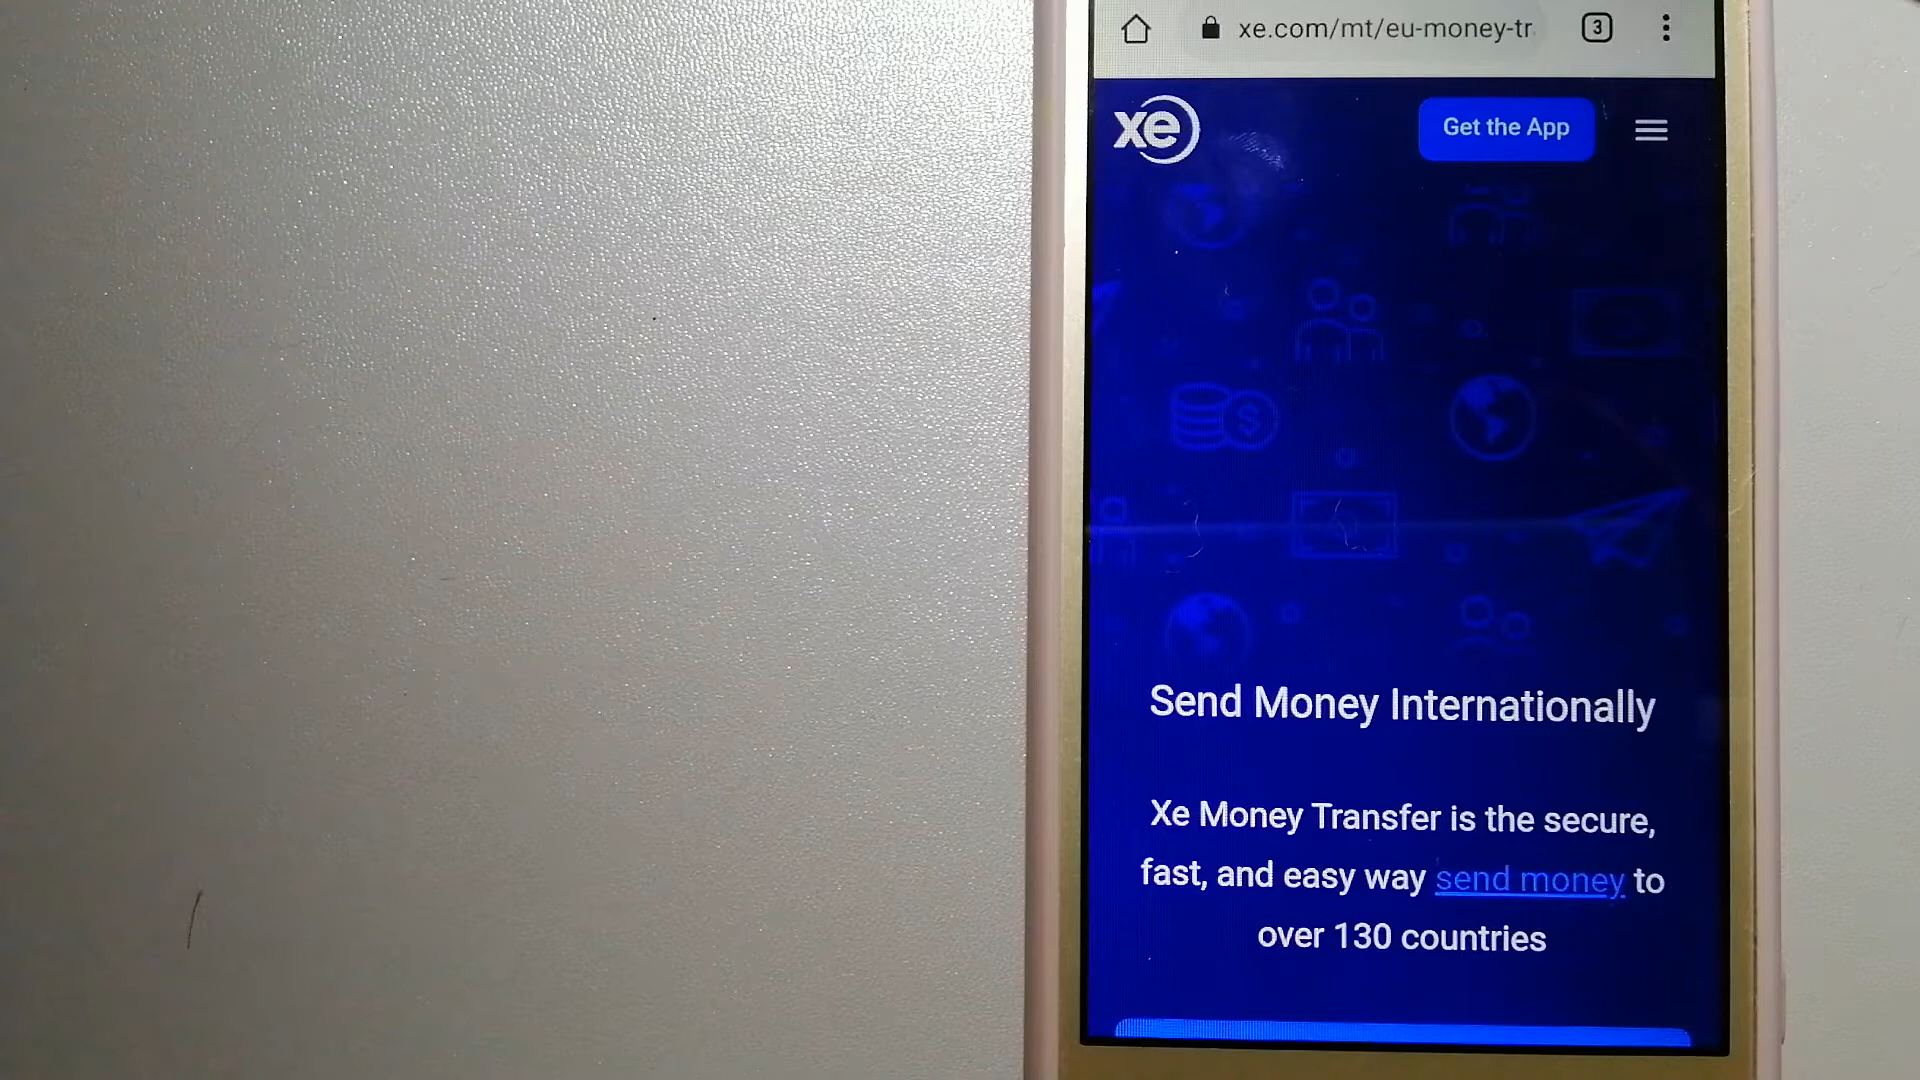 xe.com/mt/eu-money-tr
3
xe
Get the App
Send Money Internationally
Xe Money Transfer is the secure,
fast, and easy way send money to
over 130 countries